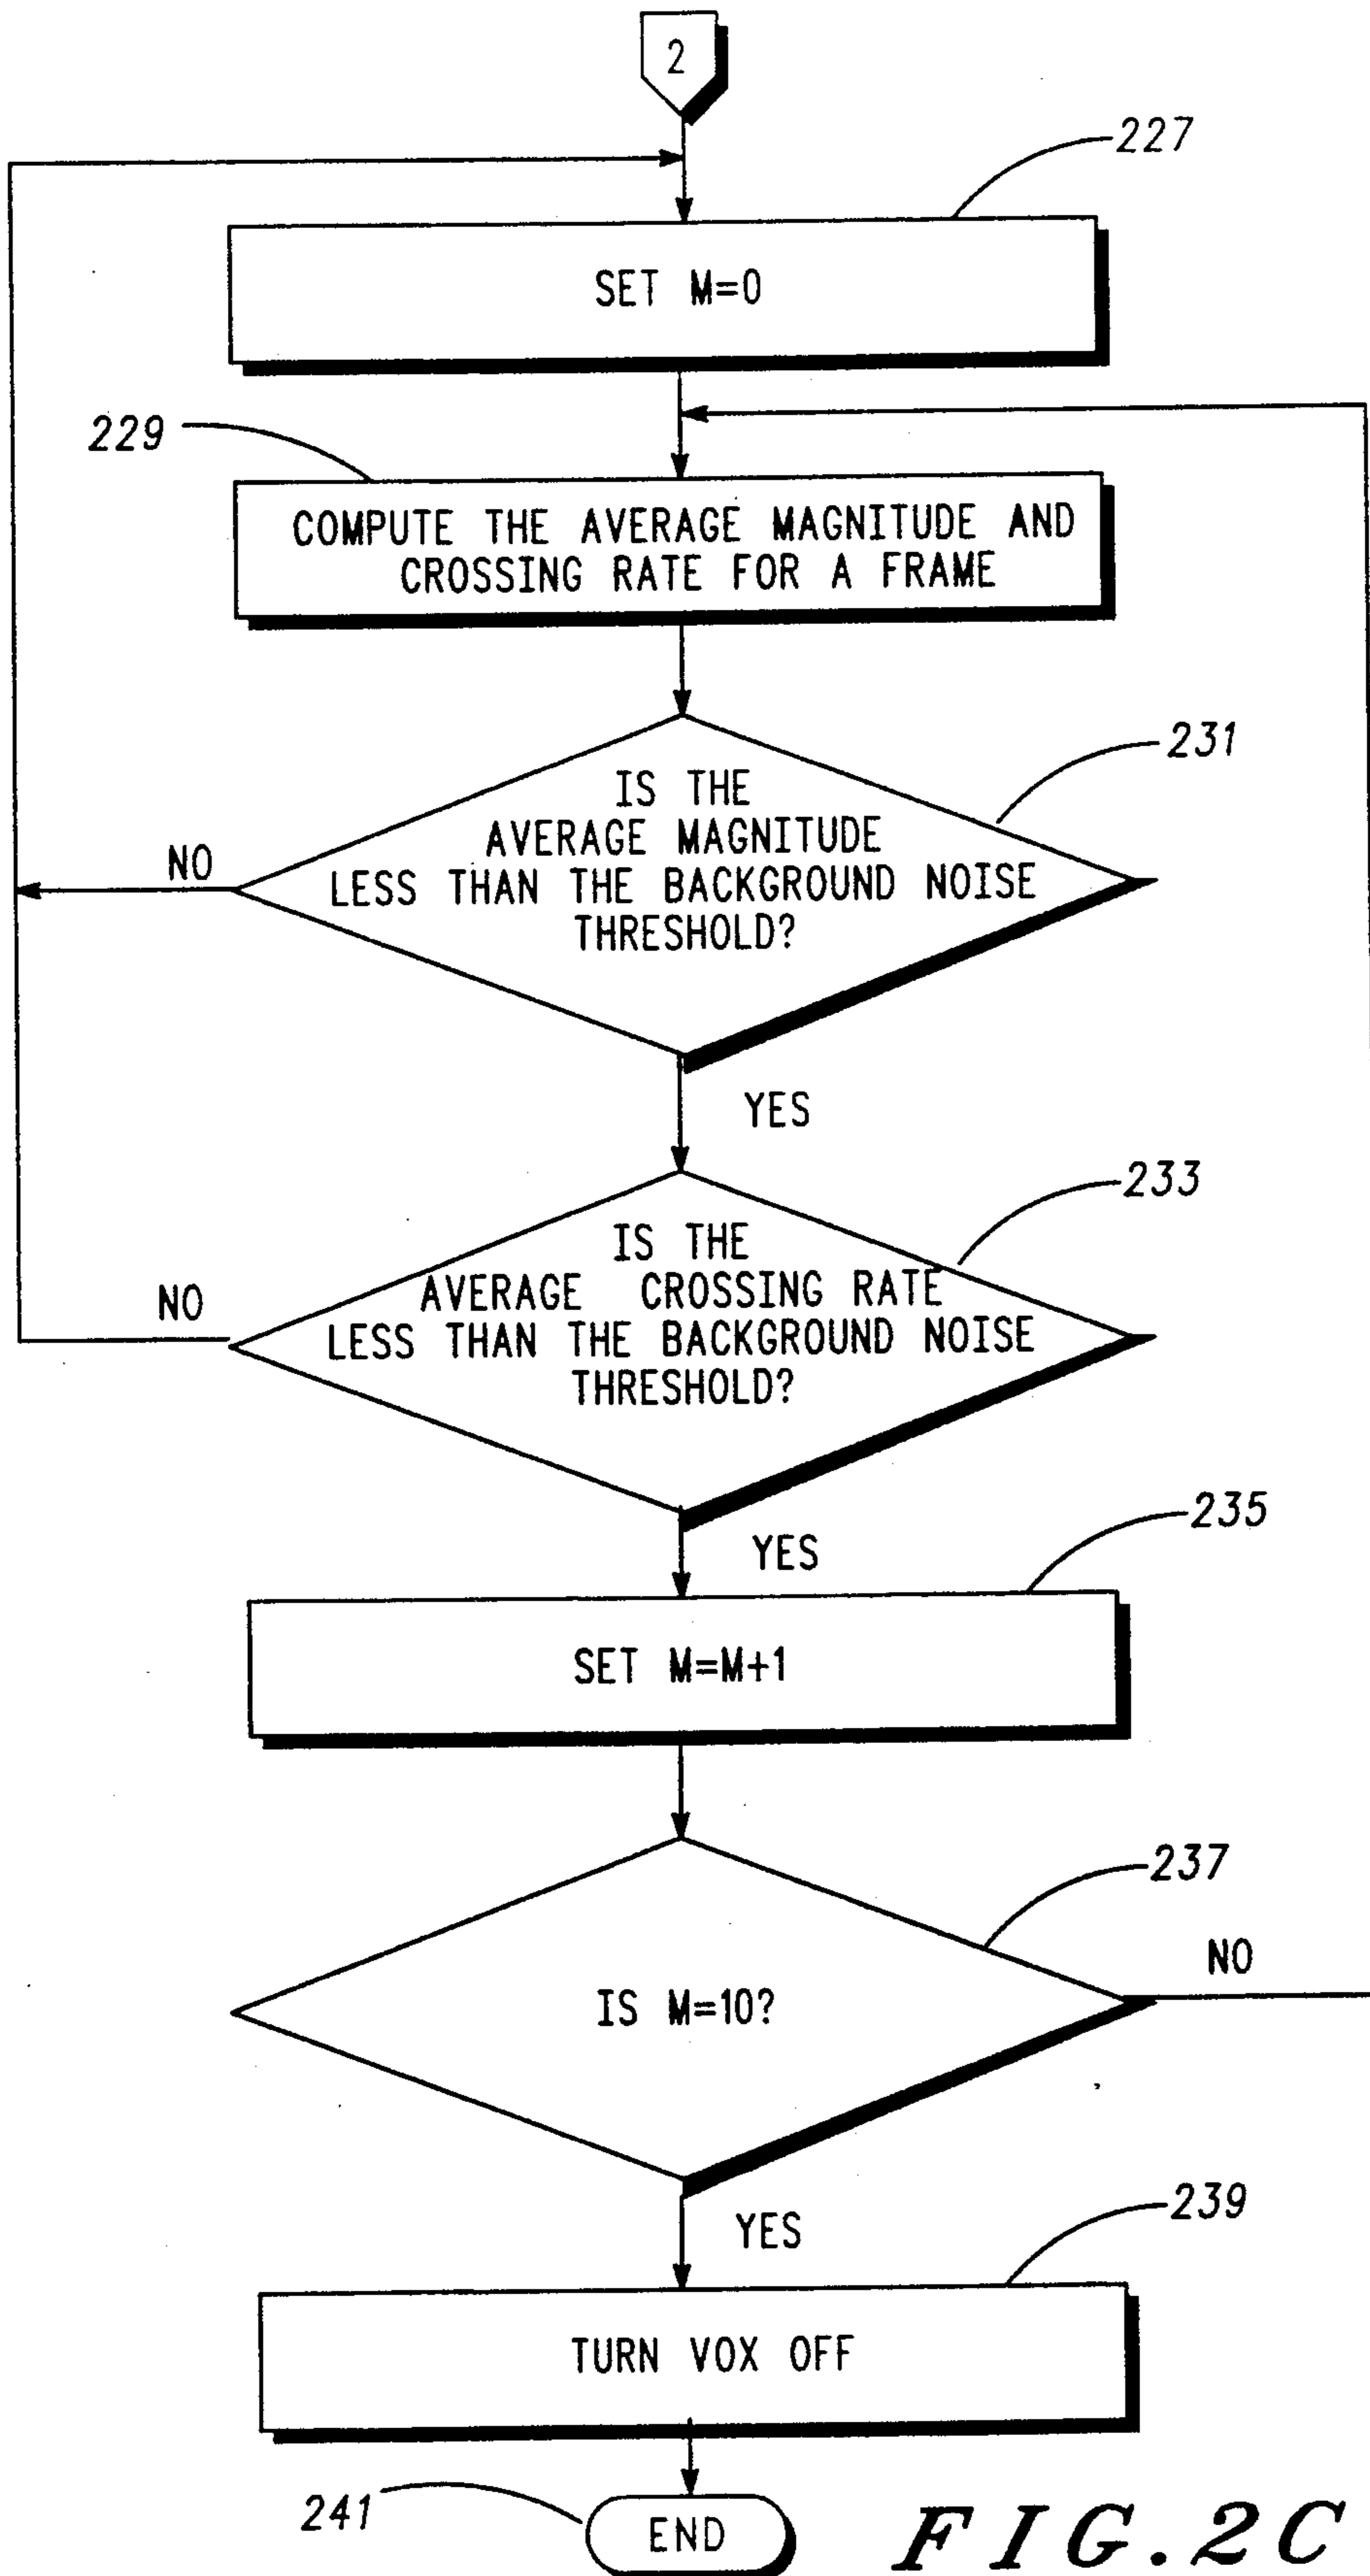 2
227
SET M=0
229
COMPUTE THE AVERAGE MAGNITUDE AND
CROSSING RATE FOR A FRAME
231
IS THE
AVERAGE MAGNITUDE
LESS THAN THE BACKGROUND NOISE
THRESHOLD?
NO
YES
233
IS THE
AVERAGE CROSSING RATE
LESS THAN THE BACKGROUND NOISE
THRESHOLD?
NO
YES
235
SET M=M+1
237
IS M=10?
NO
YES
239
TURN VOX OFF
241
END
FIG.2C